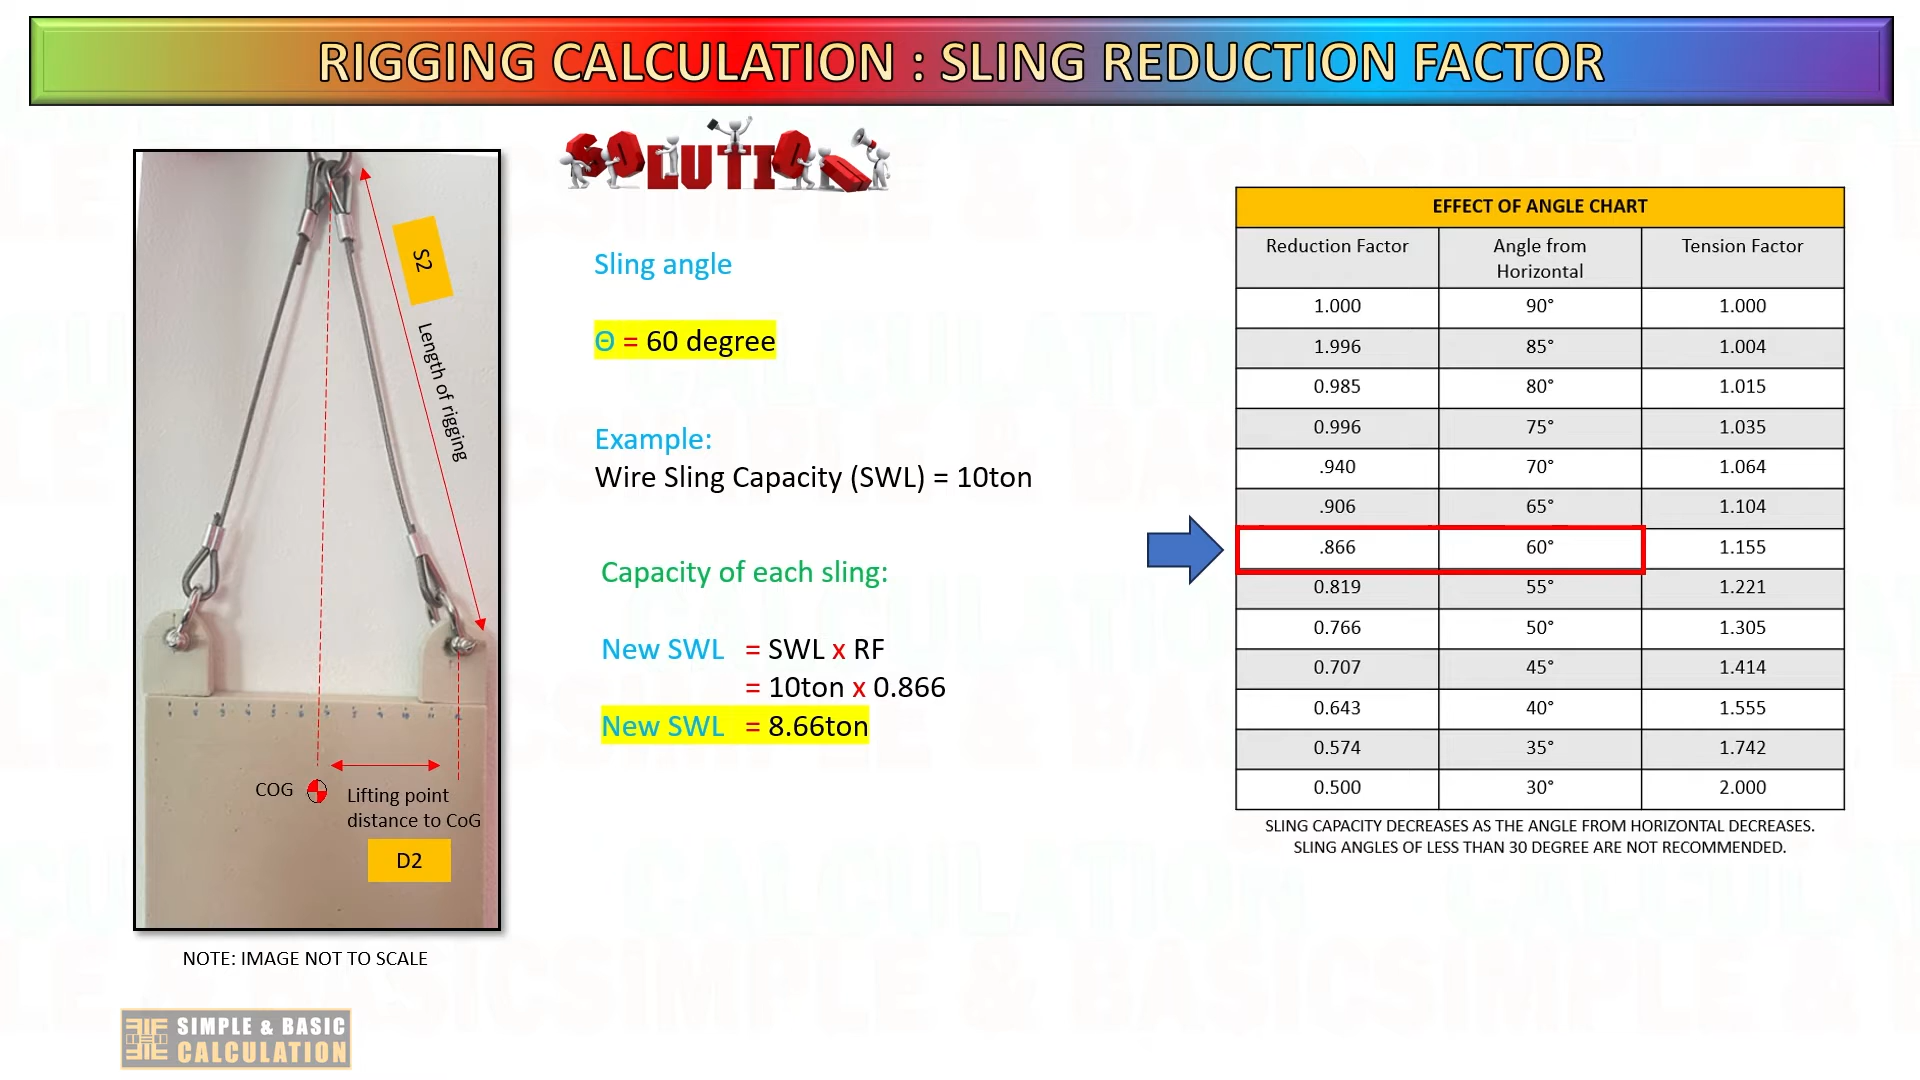 RIGGING CALCULATION : SLING REDUCTION FACTOR
SOLUTION
S2
Length of rigging
COG
Lifting point
distance to CoG
D2
NOTE: IMAGE NOT TO SCALE
SIMPLE & BASIC
CALCULATION
Sling angle
Θ = 60 degree
Example:
Wire Sling Capacity (SWL) = 10ton
Capacity of each sling:
New SWL = SWL x RF
= 10ton x 0.866
New SWL = 8.66ton
EFFECT OF ANGLE CHART
Reduction Factor Angle from Horizontal Tension Factor
1.000 90° 1.000
1.996 85° 1.004
0.985 80° 1.015
0.996 75° 1.035
.940 70° 1.064
.906 65° 1.104
.866 60° 1.155
0.819 55° 1.221
0.766 50° 1.305
0.707 45° 1.414
0.643 40° 1.555
0.574 35° 1.742
0.500 30° 2.000
SLING CAPACITY DECREASES AS THE ANGLE FROM HORIZONTAL DECREASES.
SLING ANGLES OF LESS THAN 30 DEGREE ARE NOT RECOMMENDED.